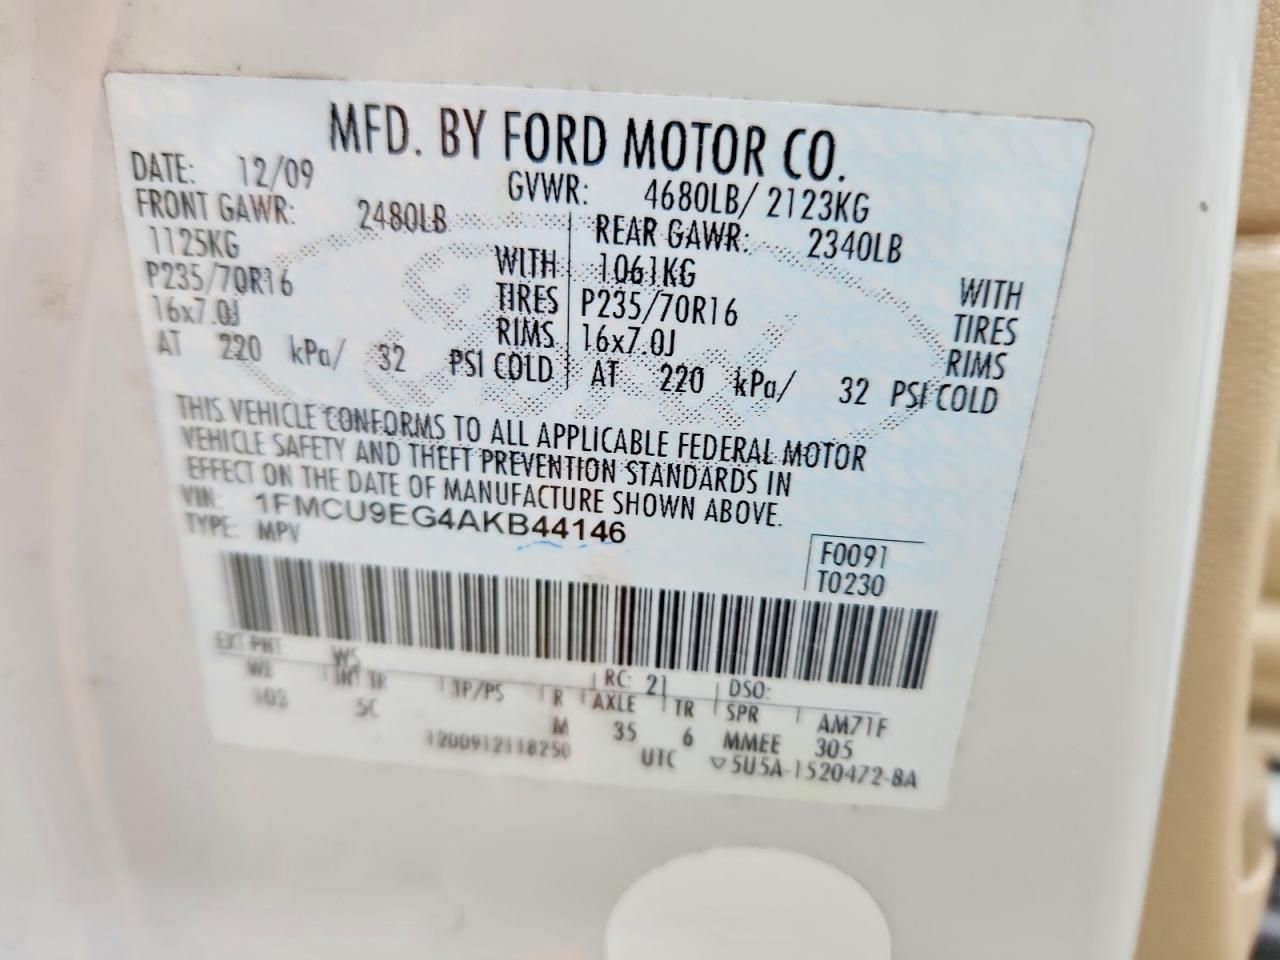 MFD. BY FORD MOTOR CO.
DATE: 12/09 GVWR: 4680LB/ 2123KG
FRONT GAWR: 2480LB REAR GAWR: 2340LB
1125KG WITH 1061KG WITH
P235/70R16 TIRES P235/70R16 TIRES
16x7.0J RIMS 16x7.0J RIMS
AT 220 kPa/ 32 PSI COLD AT 220 kPa/ 32 PSI COLD
THIS VEHICLE CONFORMS TO ALL APPLICABLE FEDERAL MOTOR
VEHICLE SAFETY AND THEFT PREVENTION STANDARDS IN
EFFECT ON THE DATE OF MANUFACTURE SHOWN ABOVE.
VIN: 1FMCU9EG4AKB44146
TYPE: MPV
F0091
T0230
EXT PNT: WS RC: 21 DSO:
WB INT TR TP/PS R AXLE TR SPR AM71F
102 5C M 35 6 MMEE 305
UTC ▽5U5A-1520472-BA